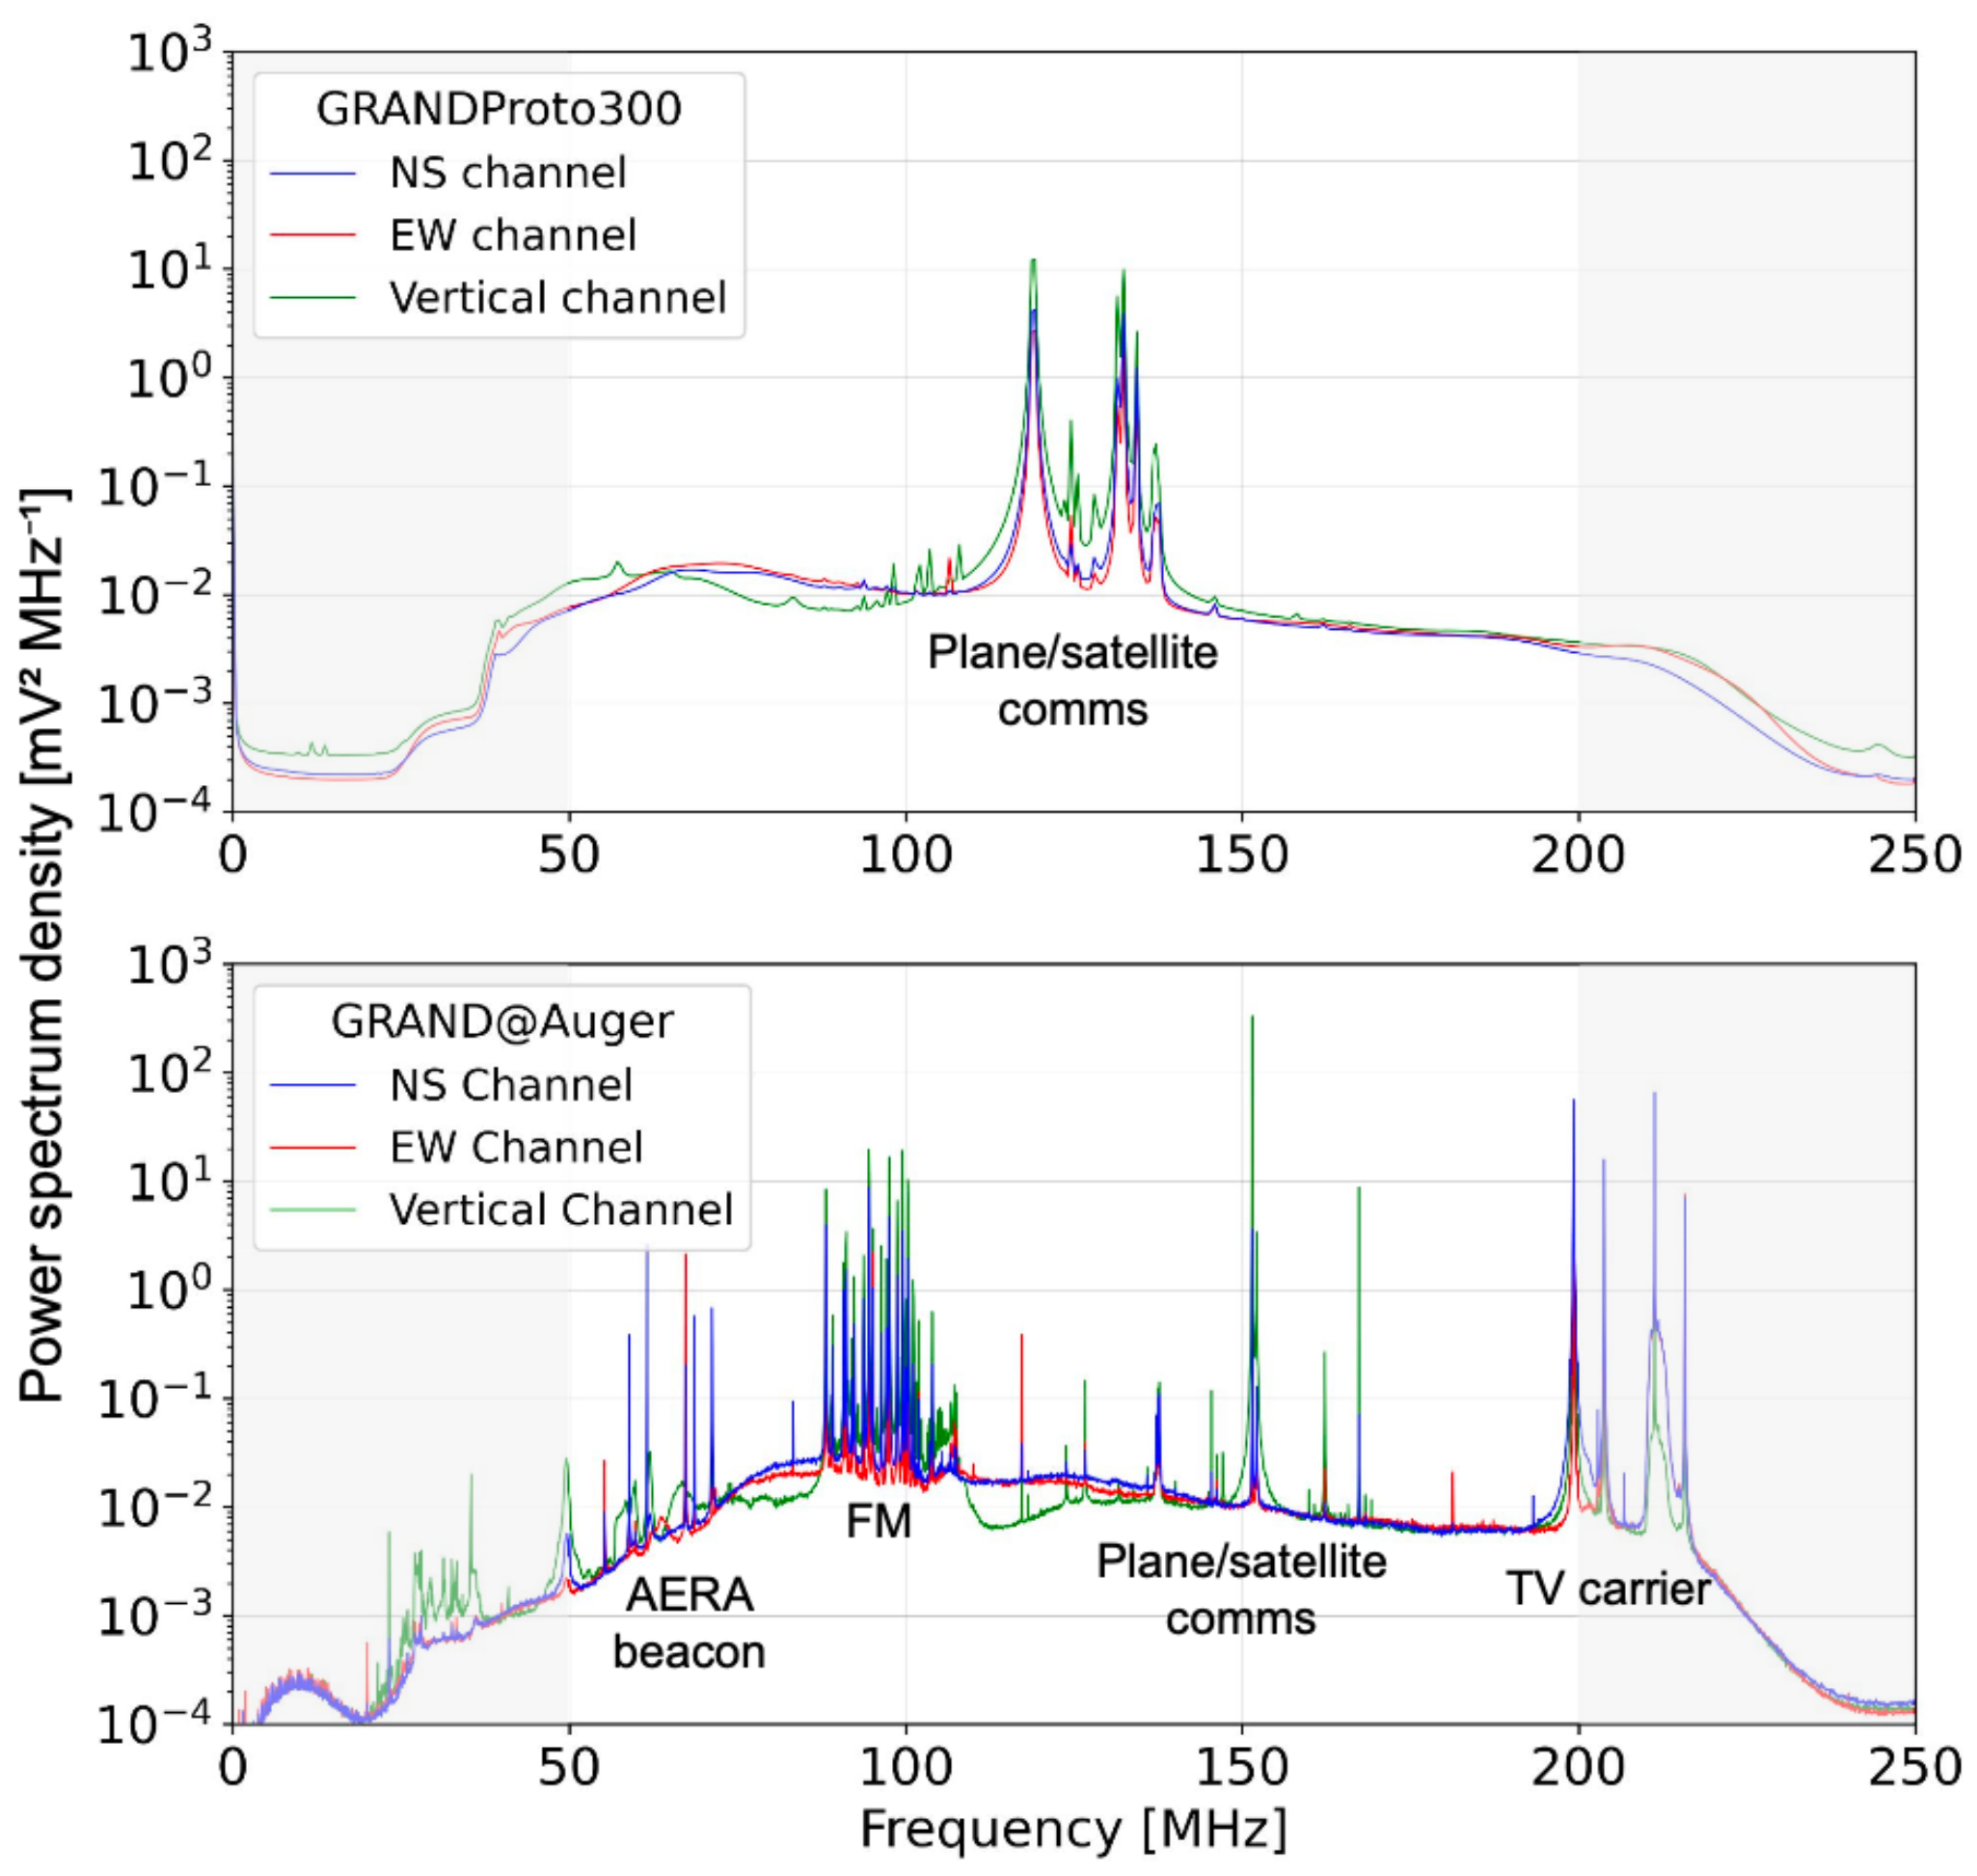 Power spectrum density [mV² MHz⁻¹]
10³
10²
10¹
10⁰
10⁻¹
10⁻²
10⁻³
10⁻⁴
GRANDProto300
NS channel
EW channel
Vertical channel
Plane/satellite
comms
0 50 100 150 200 250
10³
10²
10¹
10⁰
10⁻¹
10⁻²
10⁻³
10⁻⁴
GRAND@Auger
NS Channel
EW Channel
Vertical Channel
AERA
beacon
FM
Plane/satellite
comms
TV carrier
0 50 100 150 200 250
Frequency [MHz]